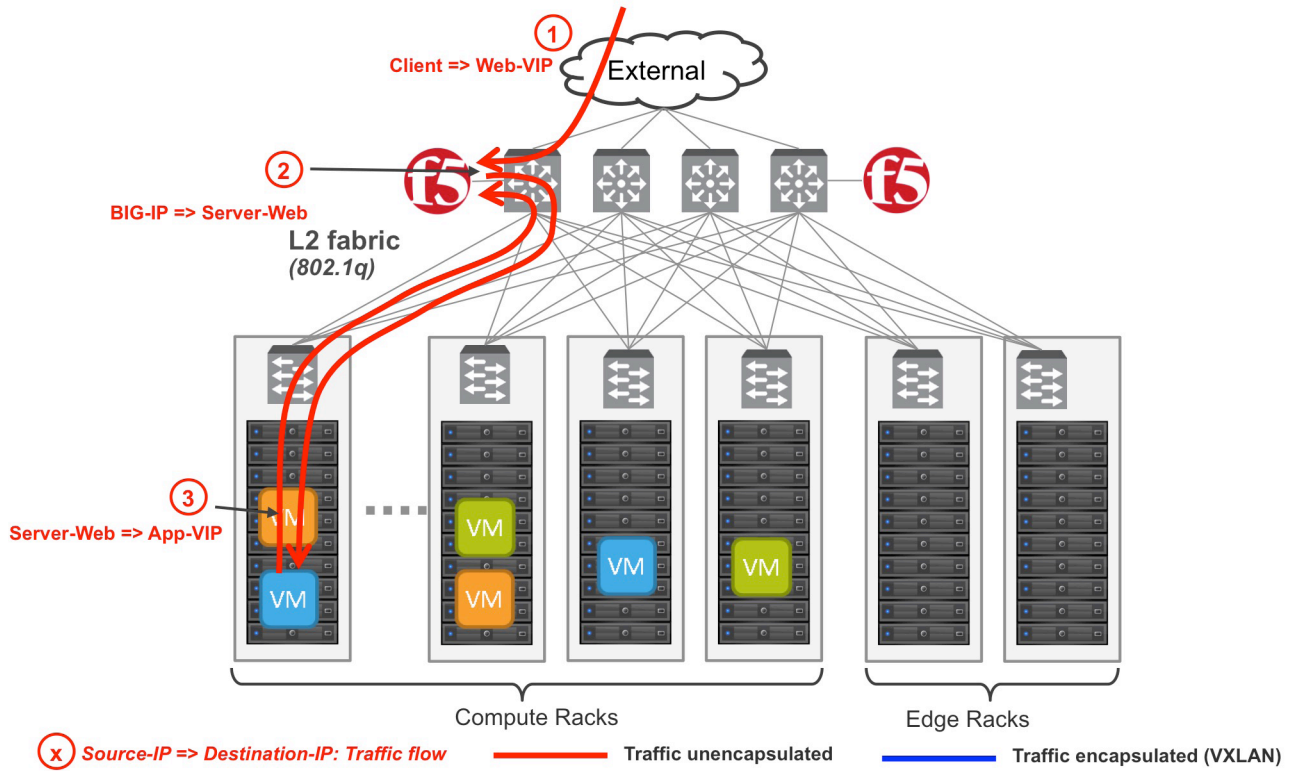 1
Client => Web-VIP
External
2
f5
f5
BIG-IP => Server-Web
L2 fabric
(802.1q)
3
Server-Web => App-VIP
VM
VM
VM
VM
VM
VM
Compute Racks
Edge Racks
x
Source-IP => Destination-IP: Traffic flow
Traffic unencapsulated
Traffic encapsulated (VXLAN)